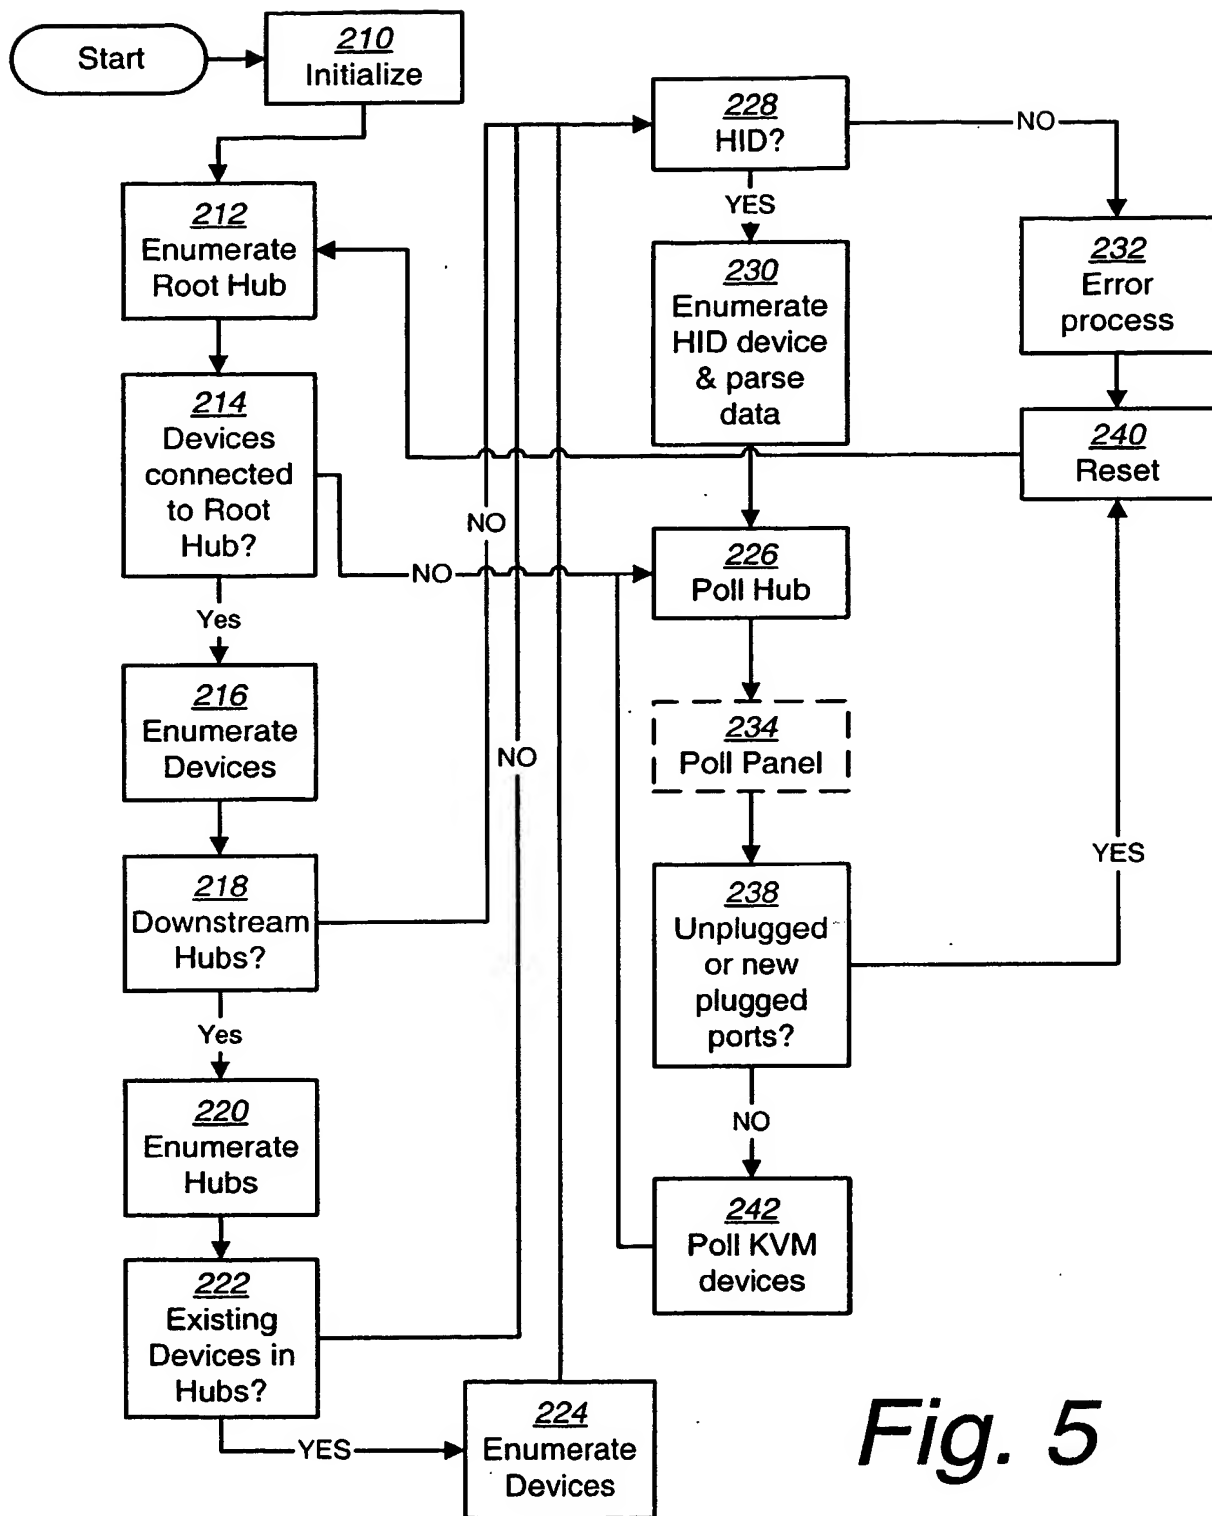 Start
210
Initialize
212
Enumerate
Root Hub
214
Devices
connected
to Root
Hub?
NO
Yes
216
Enumerate
Devices
218
Downstream
Hubs?
NO
Yes
220
Enumerate
Hubs
222
Existing
Devices in
Hubs?
NO
YES
224
Enumerate
Devices
228
HID?
NO
YES
230
Enumerate
HID device
& parse
data
232
Error
process
240
Reset
226
Poll Hub
234
Poll Panel
238
Unplugged
or new
plugged
ports?
YES
NO
242
Poll KVM
devices
Fig. 5